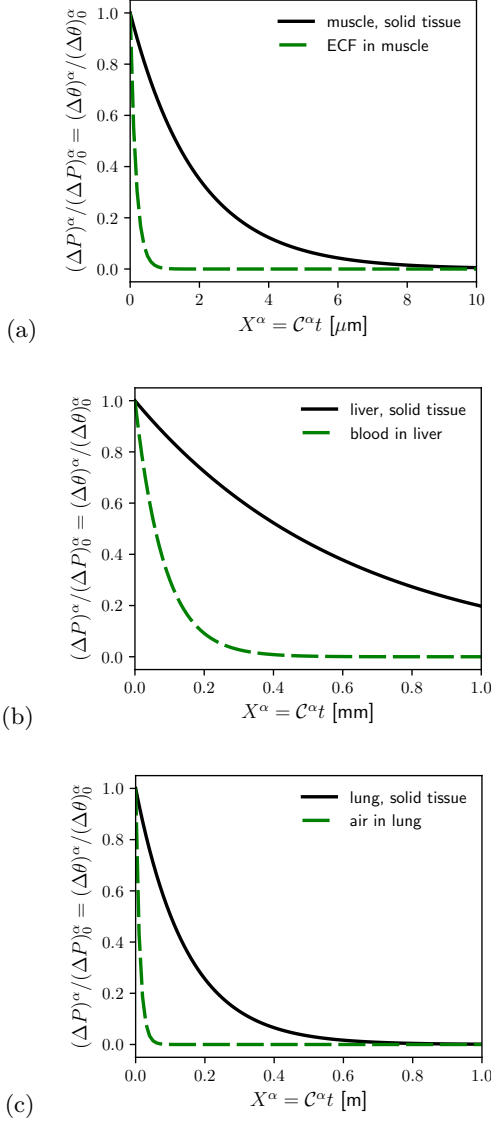 (ΔP)^α/(ΔP)^α_0 = (Δθ)^α/(Δθ)^α_0
1.0
0.8
0.6
0.4
0.2
0.0
muscle, solid tissue
ECF in muscle
0 2 4 6 8 10
X^α = 𝒞^α t [μm]
(a)
(ΔP)^α/(ΔP)^α_0 = (Δθ)^α/(Δθ)^α_0
1.0
0.8
0.6
0.4
0.2
0.0
liver, solid tissue
blood in liver
0.0 0.2 0.4 0.6 0.8 1.0
X^α = 𝒞^α t [mm]
(b)
(ΔP)^α/(ΔP)^α_0 = (Δθ)^α/(Δθ)^α_0
1.0
0.8
0.6
0.4
0.2
0.0
lung, solid tissue
air in lung
0.0 0.2 0.4 0.6 0.8 1.0
X^α = 𝒞^α t [m]
(c)